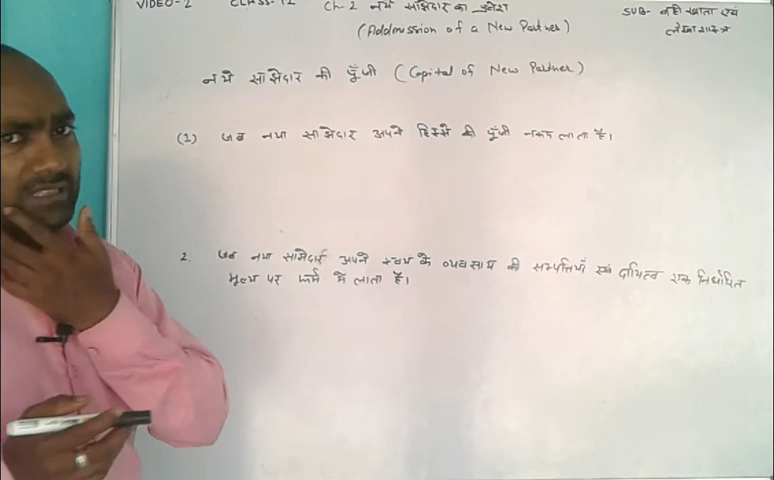 VIDEO-2 CLASS-12 Ch-2 नये साझेदार का प्रवेश SUB- बही खाता एवं
(Addmission of a New Partner) लेखाशास्त्र
नये साझेदार की पूँजी (Capital of New Partner)
(1) जब नया साझेदार अपने हिस्से की पूँजी नकद लाता है।
2. जब नया साझेदार अपने स्वयं के व्यवसाय की सम्पत्तियाँ एवं दायित्व एक निर्धारित
मूल्य पर फर्म में लाता है।